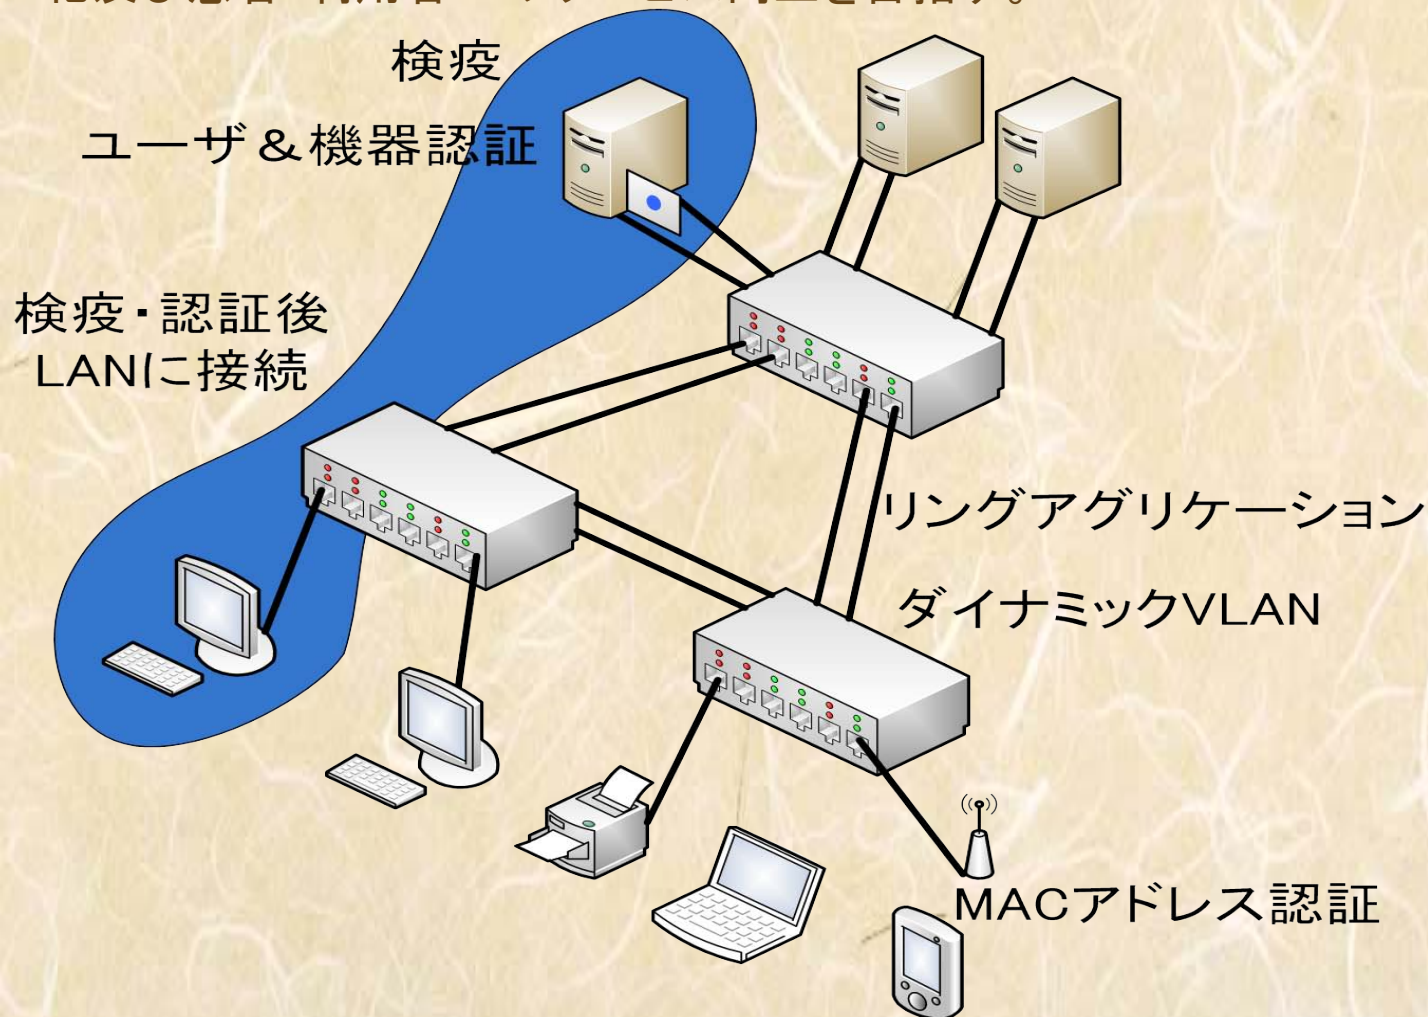 検疫
ユーザ＆機器認証
検疫・認証後
LANに接続
リングアグリケーション
ダイナミックVLAN
MACアドレス認証